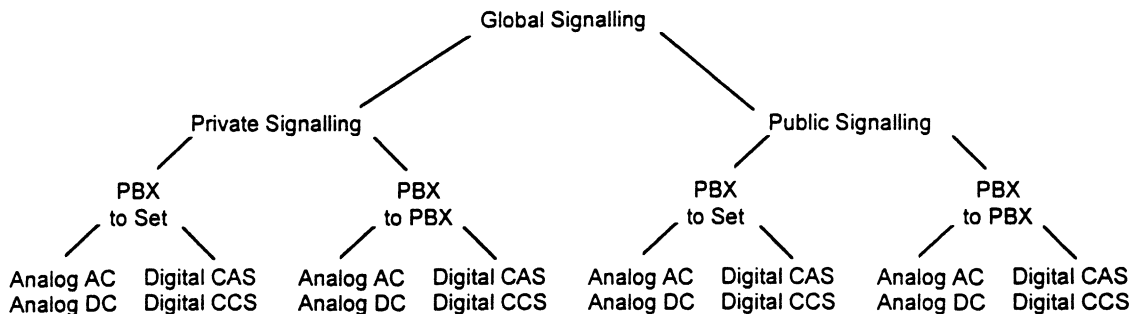 Global Signalling
Private Signalling
Public Signalling
PBX
to Set
PBX
to PBX
PBX
to Set
PBX
to PBX
Analog AC
Analog DC
Digital CAS
Digital CCS
Analog AC
Analog DC
Digital CAS
Digital CCS
Analog AC
Analog DC
Digital CAS
Digital CCS
Analog AC
Analog DC
Digital CAS
Digital CCS